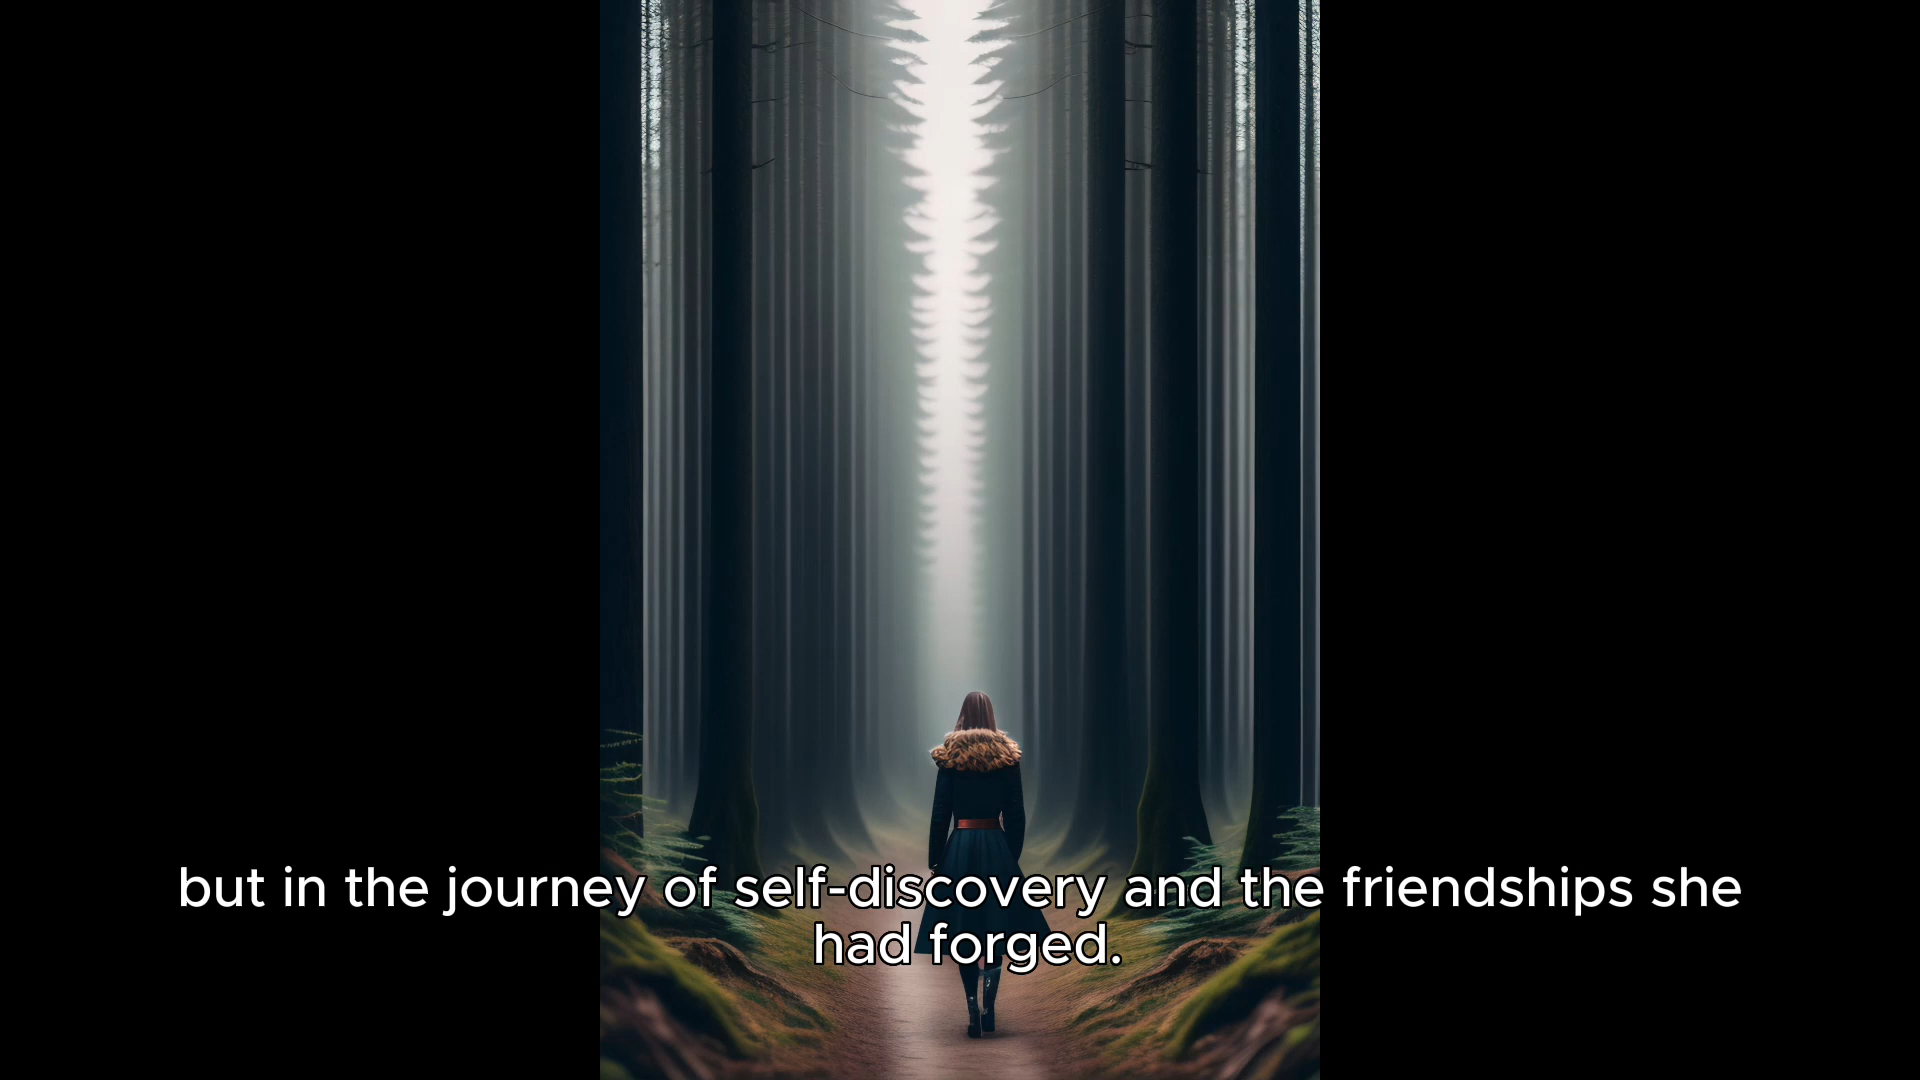 but in the journey of self-discovery and the friendships she
had forged.